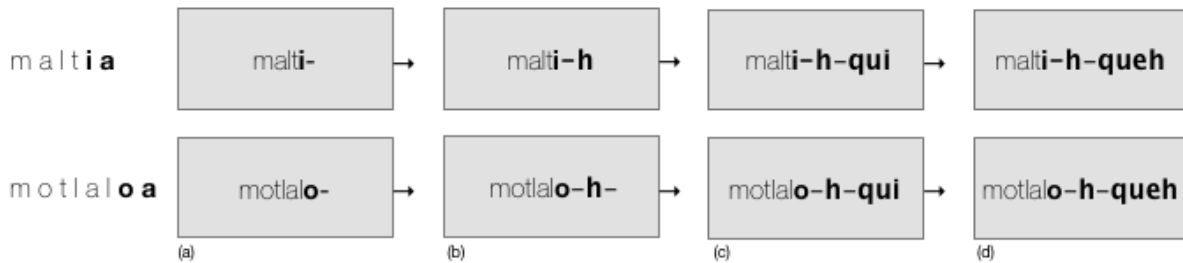 maltia malti- malti-h malti-h-qui malti-h-queh
motlaloa motlalo- motlalo-h- motlalo-h-qui motlalo-h-queh
(a) (b) (c) (d)